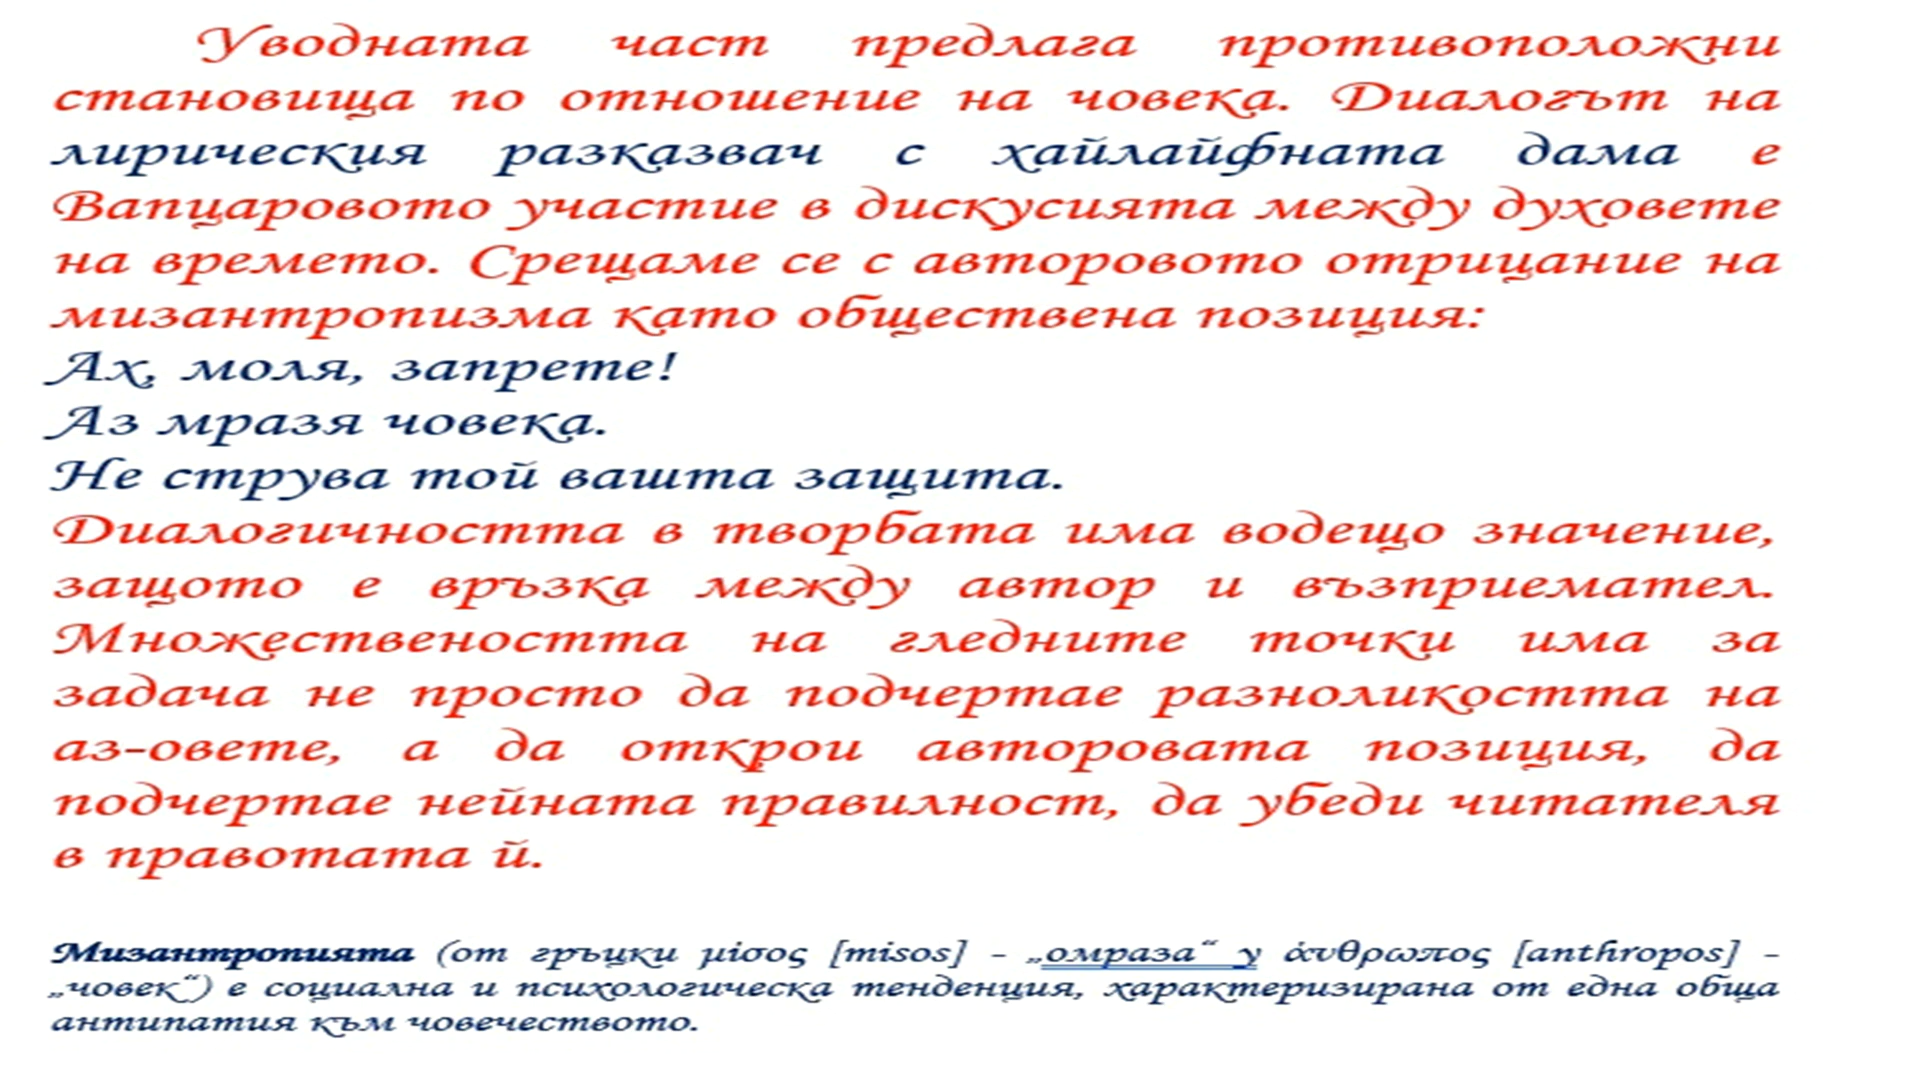 Уводната част предлага противоположни
становища по отношение на човека. Диалогът на
лирическия разказвач с хайлайфната дама е
Вапцаровото участие в дискусията между духовете
на времето. Срещаме се с авторовото отрицание на
мизантропизма като обществена позиция:
Ах, моля, запрете!
Аз мразя човека.
Не струва той вашта защита.
Диалогичността в творбата има водещо значение,
защото е връзка между автор и възприемател.
Множествеността на гледните точки има за
задача не просто да подчертае разноликостта на
аз-овете, а да открои авторовата позиция, да
подчертае нейната правилност, да убеди читателя
в правотата й.
Мизантропията (от гръцки μίσος [misos] - „омраза“ у άνθρωπος [anthropos] -
„човек“) е социална и психологическа тенденция, характеризирана от една обща
антипатия към човечеството.